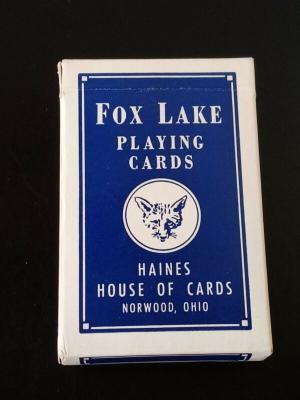 FOX LAKE
PLAYING
CARDS
HAINES
HOUSE OF CARDS
NORWOOD, OHIO